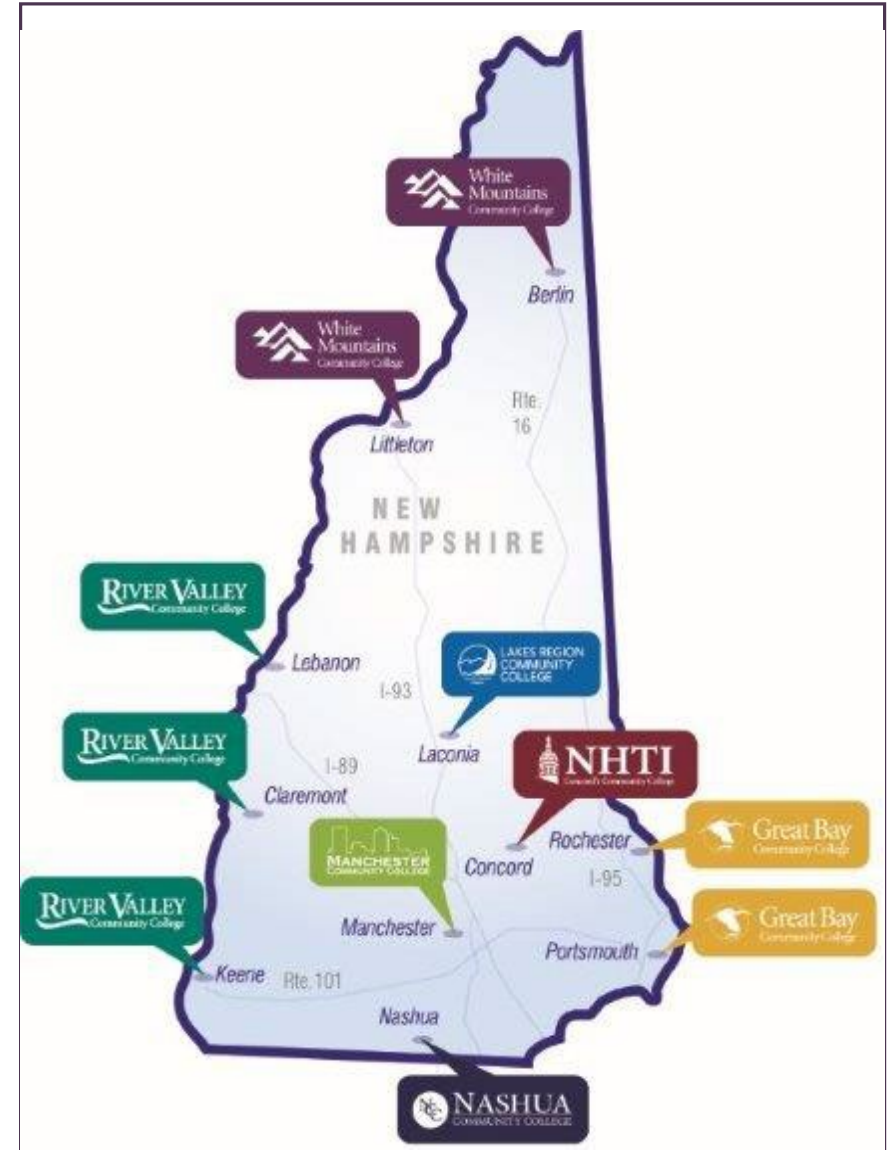 White
Mountains
Community College
Berlin
White
Mountains
Community College
Littleton
Rte.
16
NEW
HAMPSHIRE
RIVER VALLEY
Community College
Lebanon
LAKES REGION
COMMUNITY
COLLEGE
I-93
RIVER VALLEY
Community College
Laconia
I-89
NHTI
Concord's Community College
Claremont
MANCHESTER
COMMUNITY COLLEGE
Rochester
Great Bay
Community College
Concord
I-95
RIVER VALLEY
Community College
Manchester
Great Bay
Community College
Portsmouth
Keene
Rte. 101
Nashua
NCC
NASHUA
COMMUNITY COLLEGE